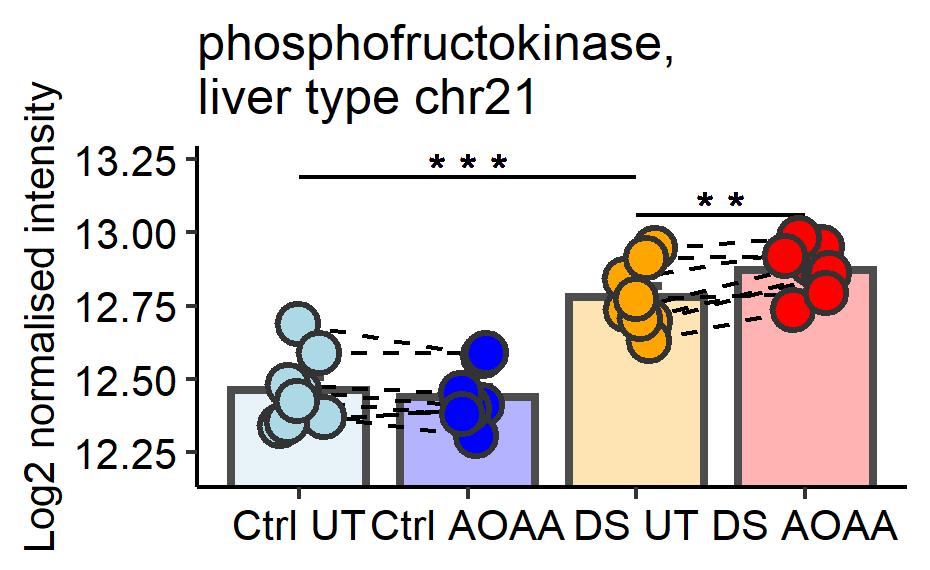 phosphofructokinase,
liver type chr21
Log2 normalised intensity
13.25
13.00
12.75
12.50
12.25
* * *
* *
Ctrl UT Ctrl AOAA DS UT DS AOAA